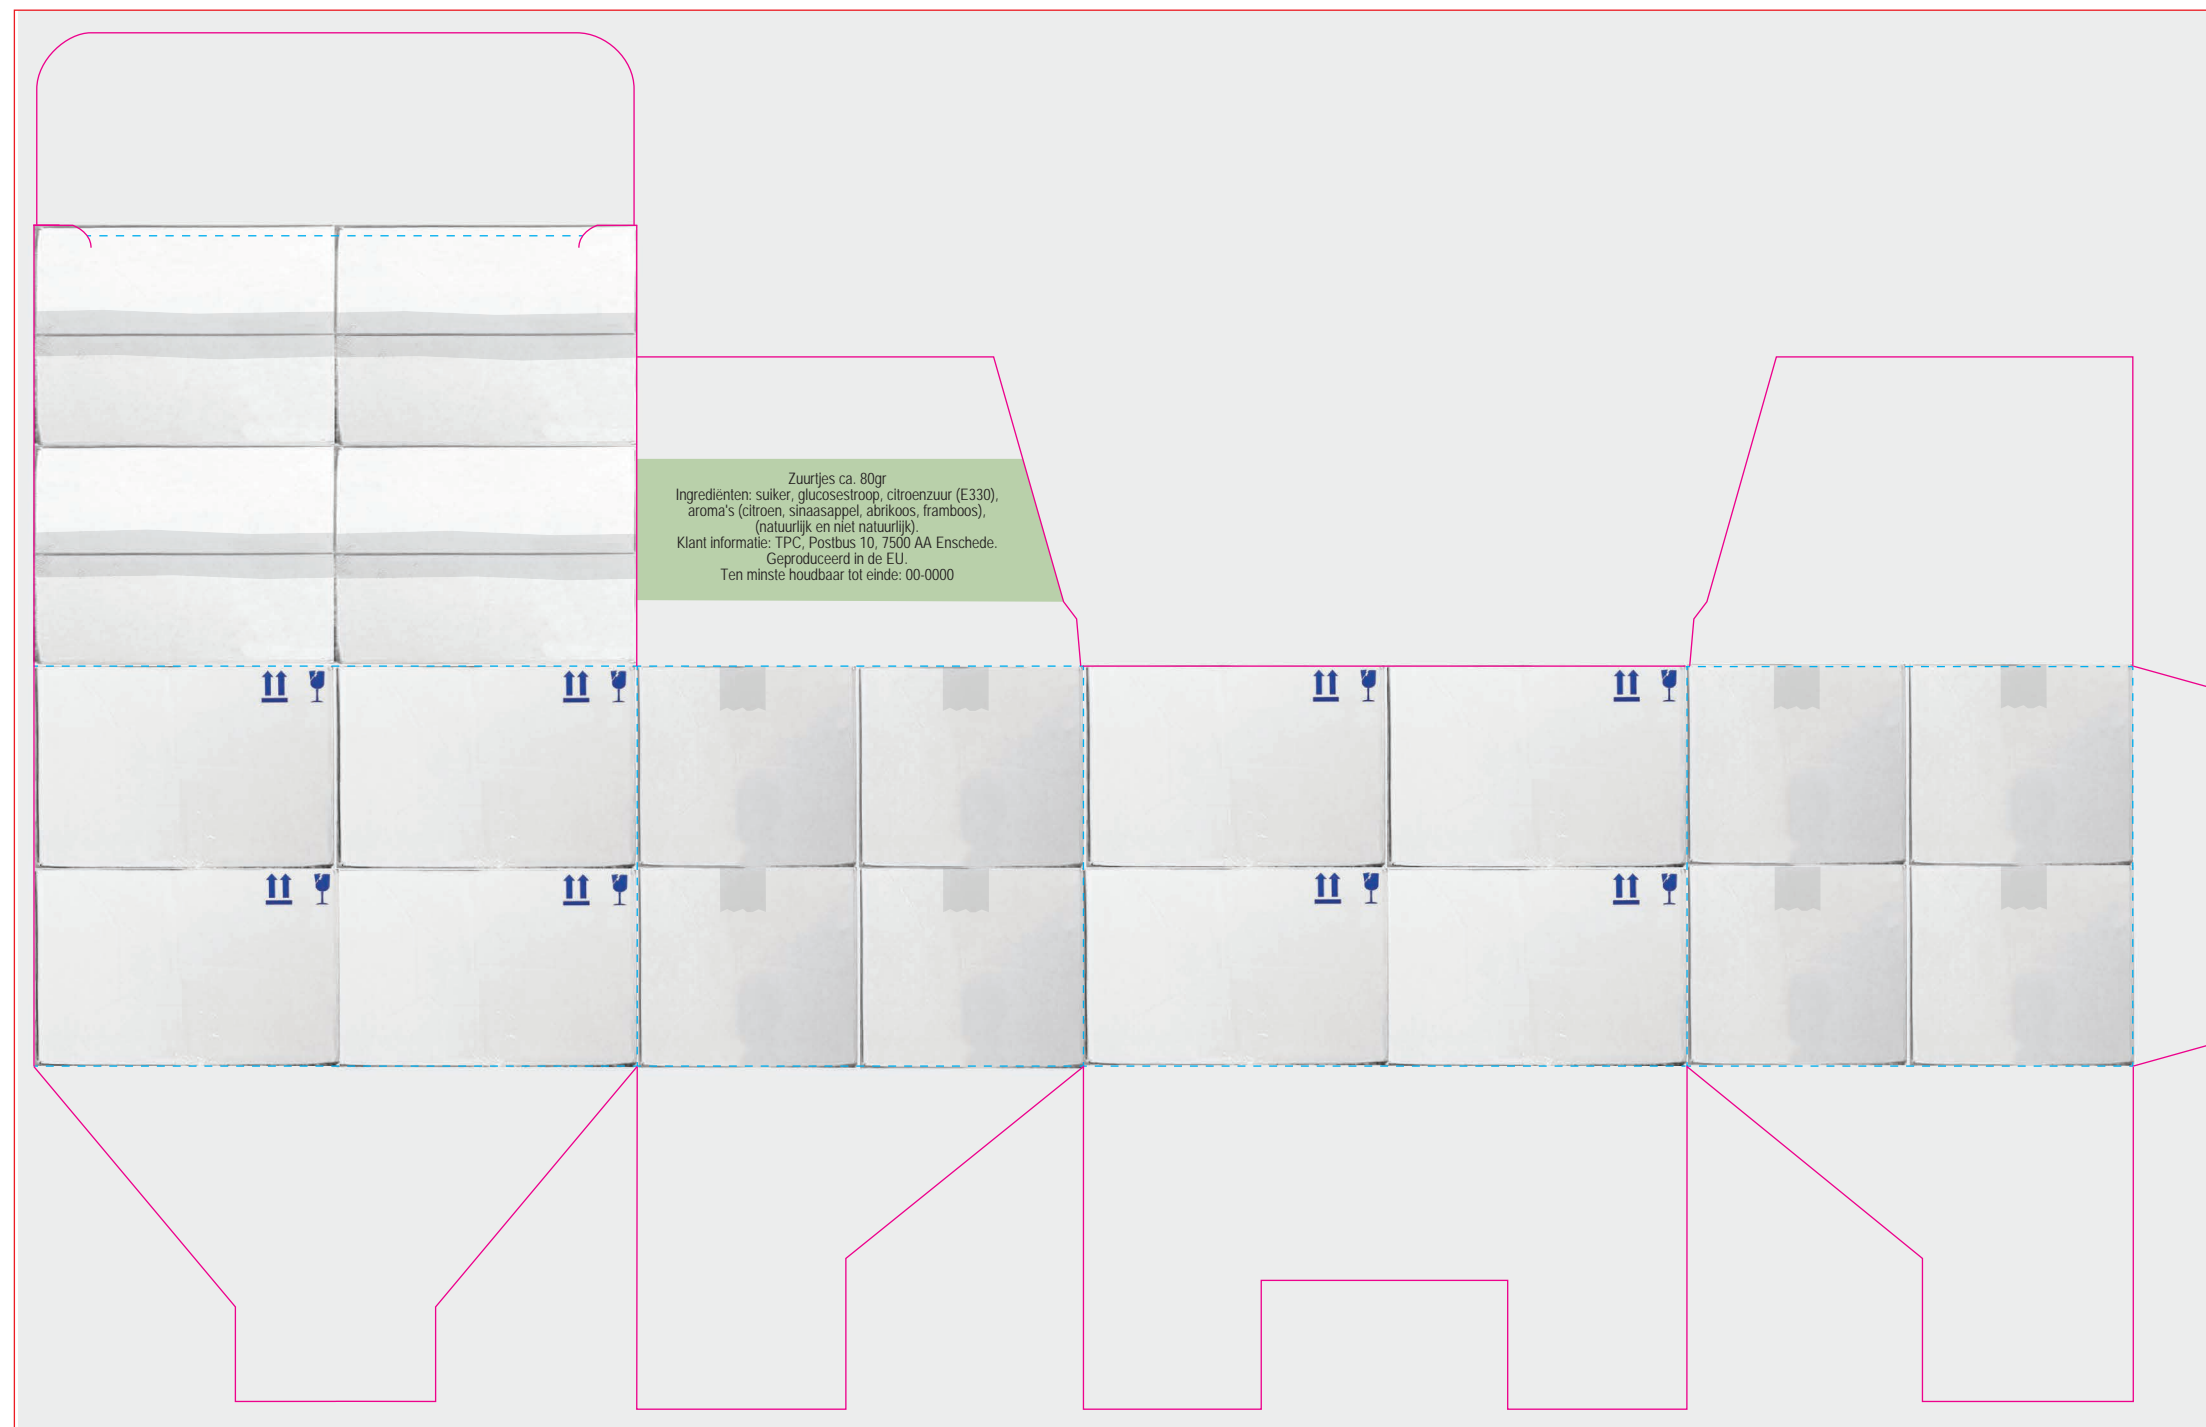 Zuurtjes ca. 80gr
Ingrediënten: suiker, glucosestroop, citroenzuur (E330),
aroma's (citroen, sinaasappel, abrikoos, framboos),
(natuurlijk en niet natuurlijk).
Klant informatie: TPC, Postbus 10, 7500 AA Enschede.
Geproduceerd in de EU.
Ten minste houdbaar tot einde: 00-0000